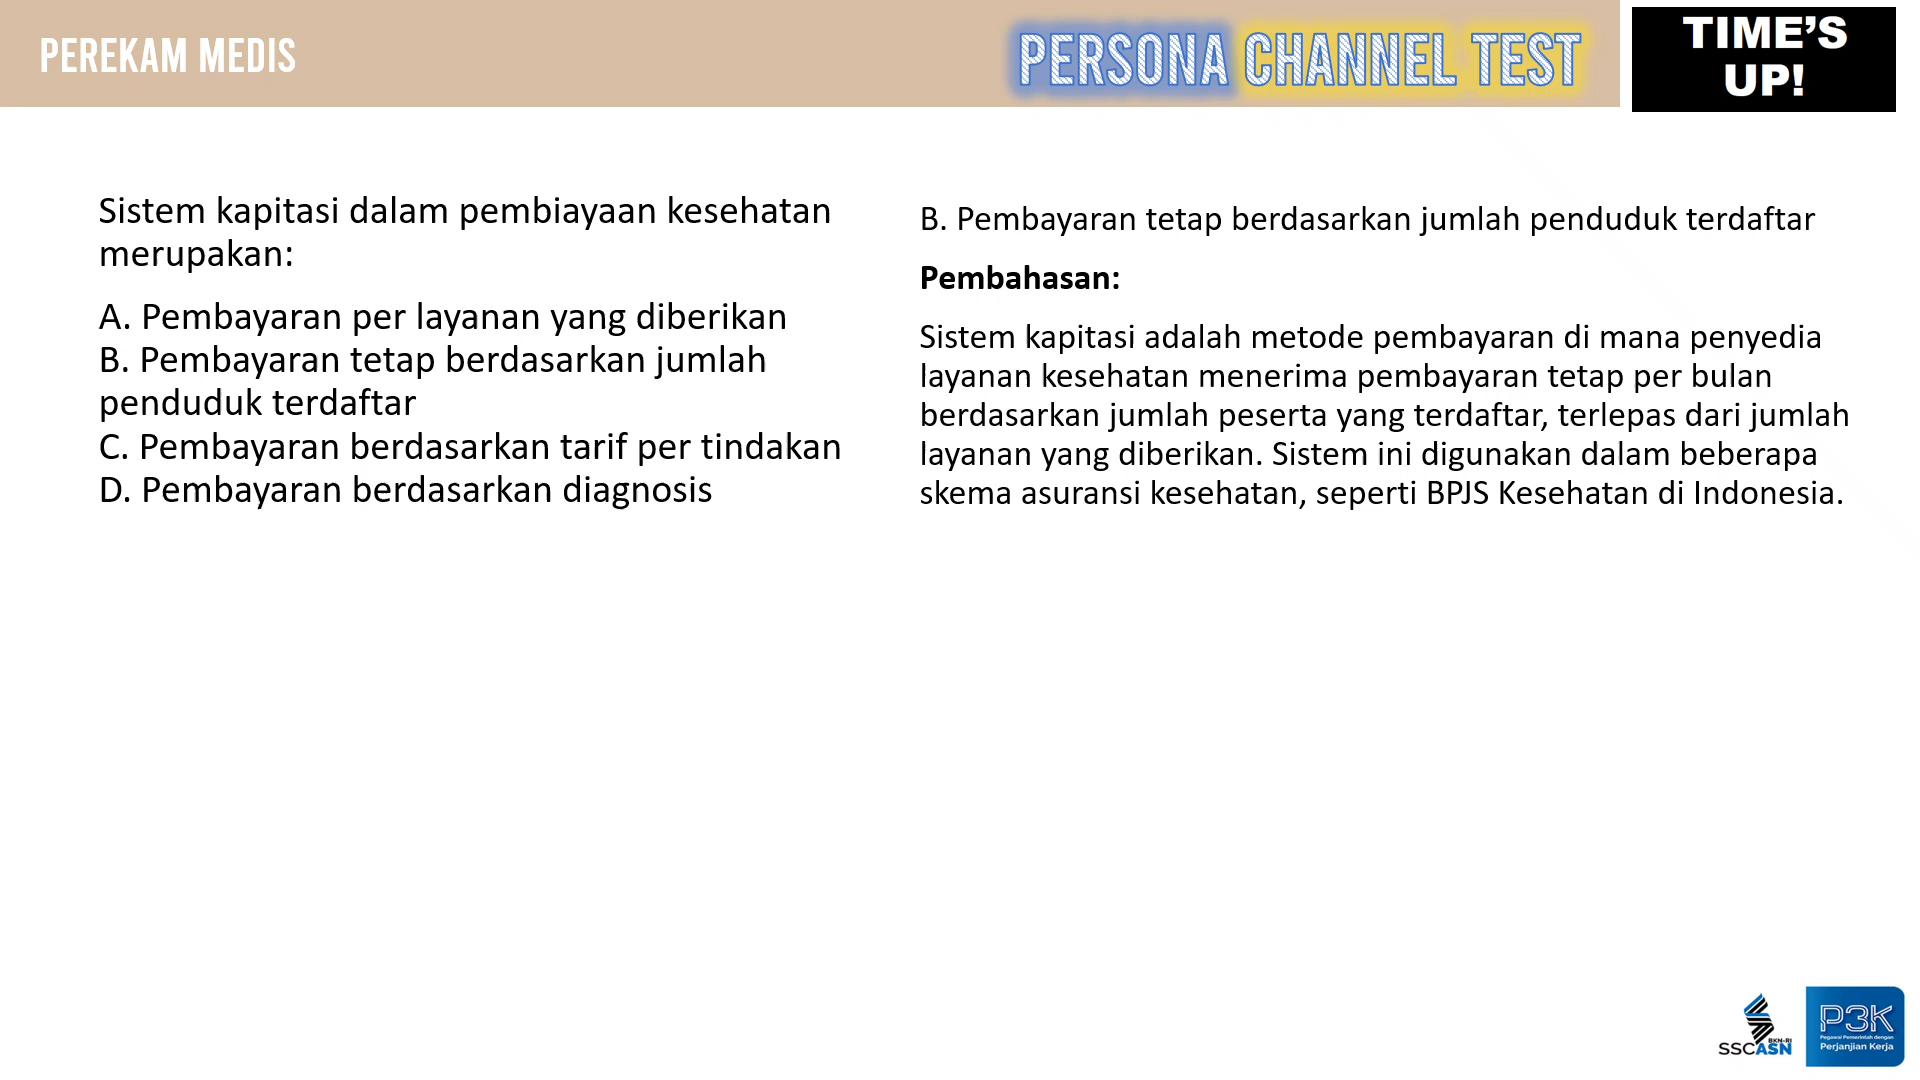 PEREKAM MEDIS
PERSONA CHANNEL TEST
TIME’S
UP!
Sistem kapitasi dalam pembiayaan kesehatan
merupakan:
A. Pembayaran per layanan yang diberikan
B. Pembayaran tetap berdasarkan jumlah
penduduk terdaftar
C. Pembayaran berdasarkan tarif per tindakan
D. Pembayaran berdasarkan diagnosis
B. Pembayaran tetap berdasarkan jumlah penduduk terdaftar
Pembahasan:
Sistem kapitasi adalah metode pembayaran di mana penyedia
layanan kesehatan menerima pembayaran tetap per bulan
berdasarkan jumlah peserta yang terdaftar, terlepas dari jumlah
layanan yang diberikan. Sistem ini digunakan dalam beberapa
skema asuransi kesehatan, seperti BPJS Kesehatan di Indonesia.
BKN-RI
SSCASN
P3K
Pegawai Pemerintah dengan
Perjanjian Kerja